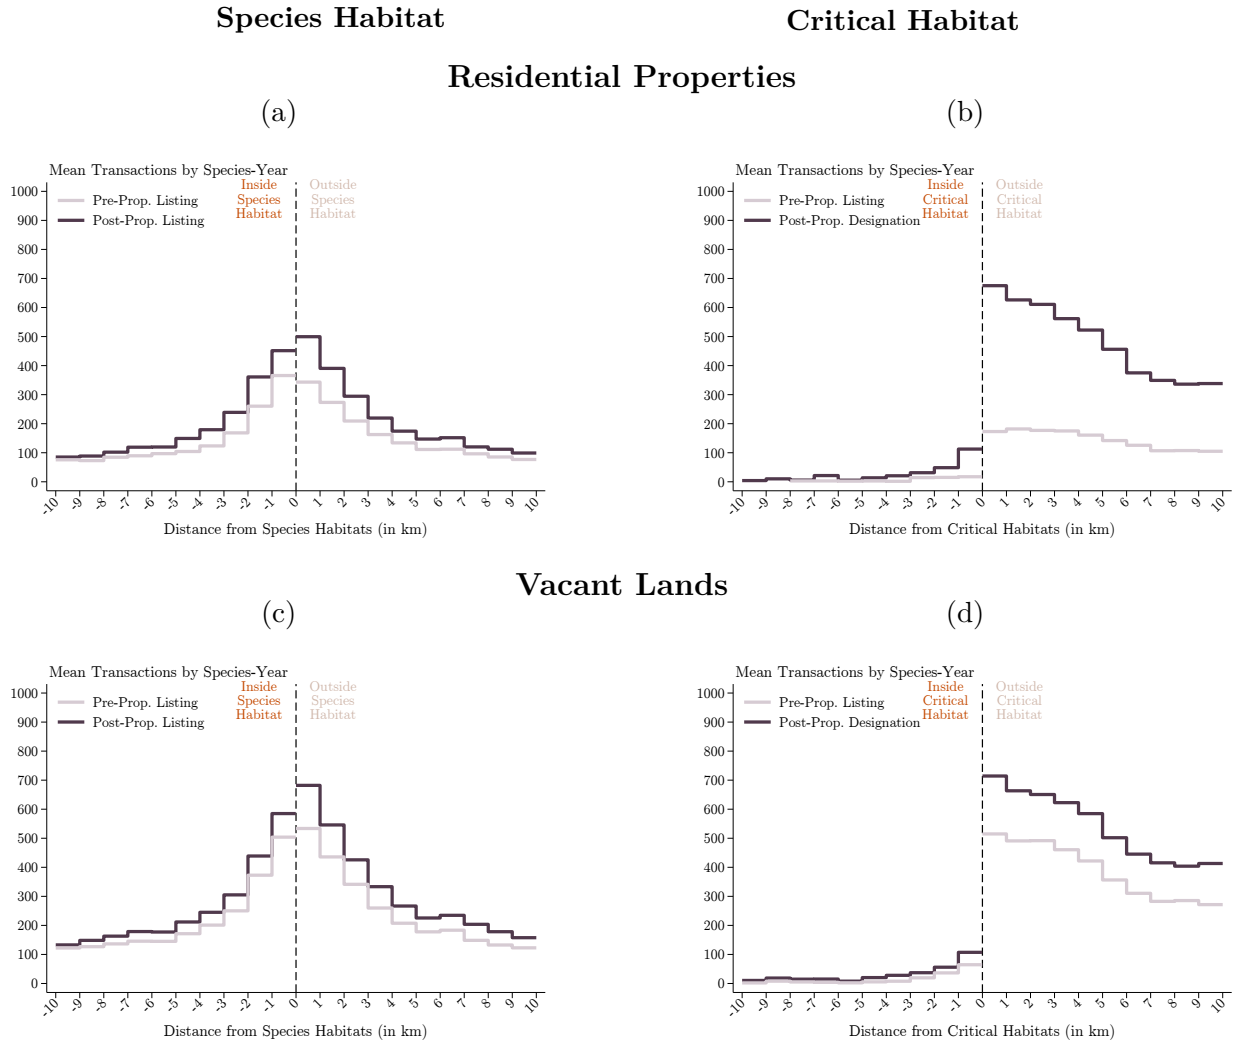 Species Habitat
Critical Habitat
Residential Properties
(a)
(b)
Mean Transactions by Species-Year
Inside
Species
Habitat
Outside
Species
Habitat
Pre-Prop. Listing
Post-Prop. Listing
1000
900
800
700
600
500
400
300
200
100
0
-10 -9 -8 -7 -6 -5 -4 -3 -2 -1 0 1 2 3 4 5 6 7 8 9 10
Distance from Species Habitats (in km)
Mean Transactions by Species-Year
Inside
Critical
Habitat
Outside
Critical
Habitat
Pre-Prop. Listing
Post-Prop. Designation
1000
900
800
700
600
500
400
300
200
100
0
-10 -9 -8 -7 -6 -5 -4 -3 -2 -1 0 1 2 3 4 5 6 7 8 9 10
Distance from Critical Habitats (in km)
Vacant Lands
(c)
(d)
Mean Transactions by Species-Year
Inside
Species
Habitat
Outside
Species
Habitat
Pre-Prop. Listing
Post-Prop. Listing
1000
900
800
700
600
500
400
300
200
100
0
-10 -9 -8 -7 -6 -5 -4 -3 -2 -1 0 1 2 3 4 5 6 7 8 9 10
Distance from Species Habitats (in km)
Mean Transactions by Species-Year
Inside
Critical
Habitat
Outside
Critical
Habitat
Pre-Prop. Listing
Post-Prop. Designation
1000
900
800
700
600
500
400
300
200
100
0
-10 -9 -8 -7 -6 -5 -4 -3 -2 -1 0 1 2 3 4 5 6 7 8 9 10
Distance from Critical Habitats (in km)